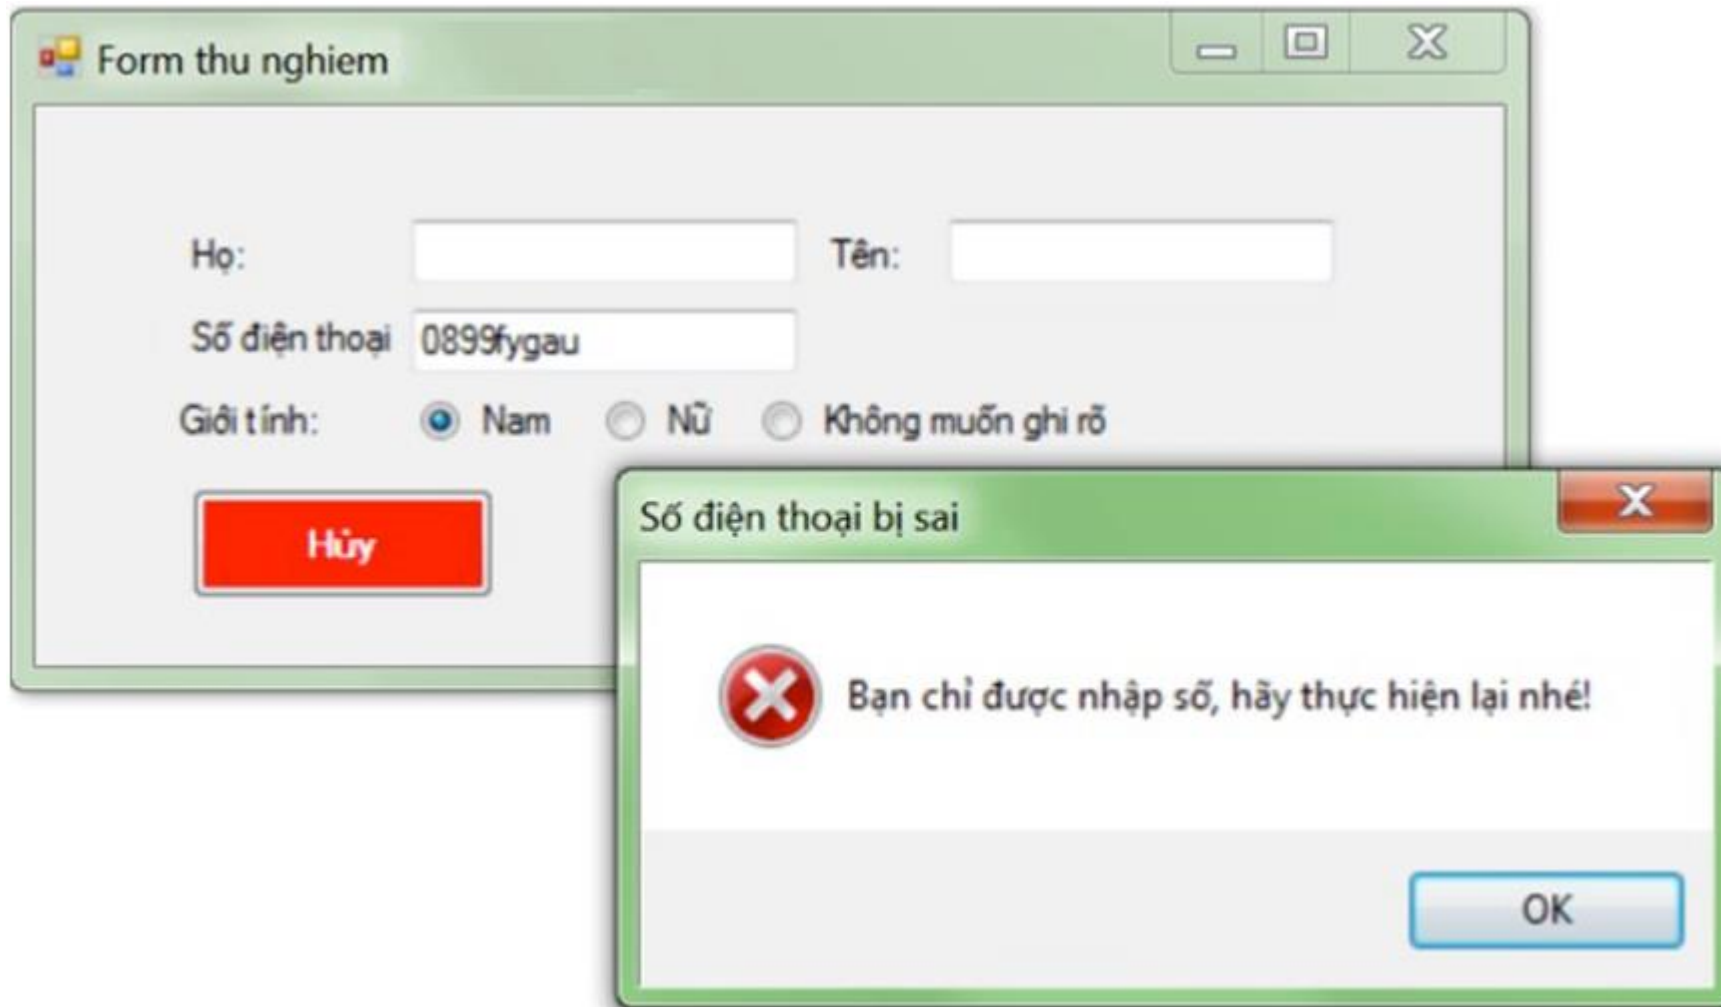 Form thu nghiem
Họ: Tên:
Số điện thoại 0899fygau
Giới tính: Nam Nữ Không muốn ghi rõ
Hủy
Số điện thoại bị sai
Bạn chỉ được nhập số, hãy thực hiện lại nhé!
OK